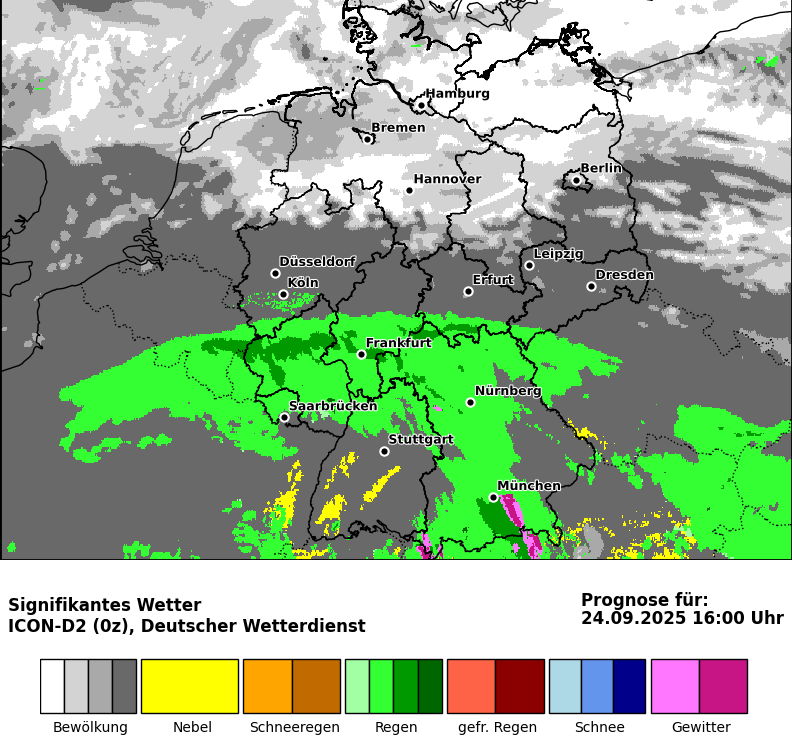 Hamburg
Bremen
Berlin
Hannover
Düsseldorf
Leipzig
Köln
Erfurt
Dresden
Frankfurt
Nürnberg
Saarbrücken
Stuttgart
München
Signifikantes Wetter
ICON-D2 (0z), Deutscher Wetterdienst
Prognose für:
24.09.2025 16:00 Uhr
Bewölkung
Nebel
Schneeregen
Regen
gefr. Regen
Schnee
Gewitter